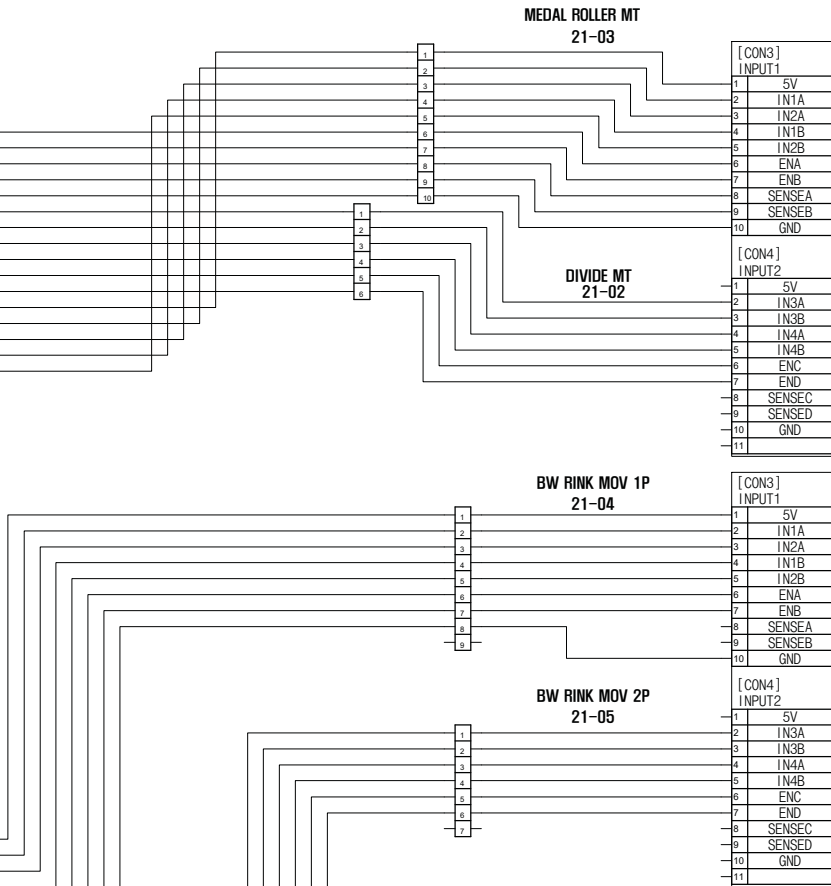 MEDAL ROLLER MT
21-03
1
2
3
4
5
6
7
8
9
10
[CON3]
INPUT1
1 5V
2 IN1A
3 IN2A
4 IN1B
5 IN2B
6 ENA
7 ENB
8 SENSEA
9 SENSEB
10 GND
1
2
3
4
5
6
DIVIDE MT
21-02
[CON4]
INPUT2
1 5V
2 IN3A
3 IN3B
4 IN4A
5 IN4B
6 ENC
7 END
8 SENSEC
9 SENSED
10 GND
11
BW RINK MOV 1P
21-04
1
2
3
4
5
6
7
8
9
[CON3]
INPUT1
1 5V
2 IN1A
3 IN2A
4 IN1B
5 IN2B
6 ENA
7 ENB
8 SENSEA
9 SENSEB
10 GND
BW RINK MOV 2P
21-05
1
2
3
4
5
6
7
[CON4]
INPUT2
1 5V
2 IN3A
3 IN3B
4 IN4A
5 IN4B
6 ENC
7 END
8 SENSEC
9 SENSED
10 GND
11